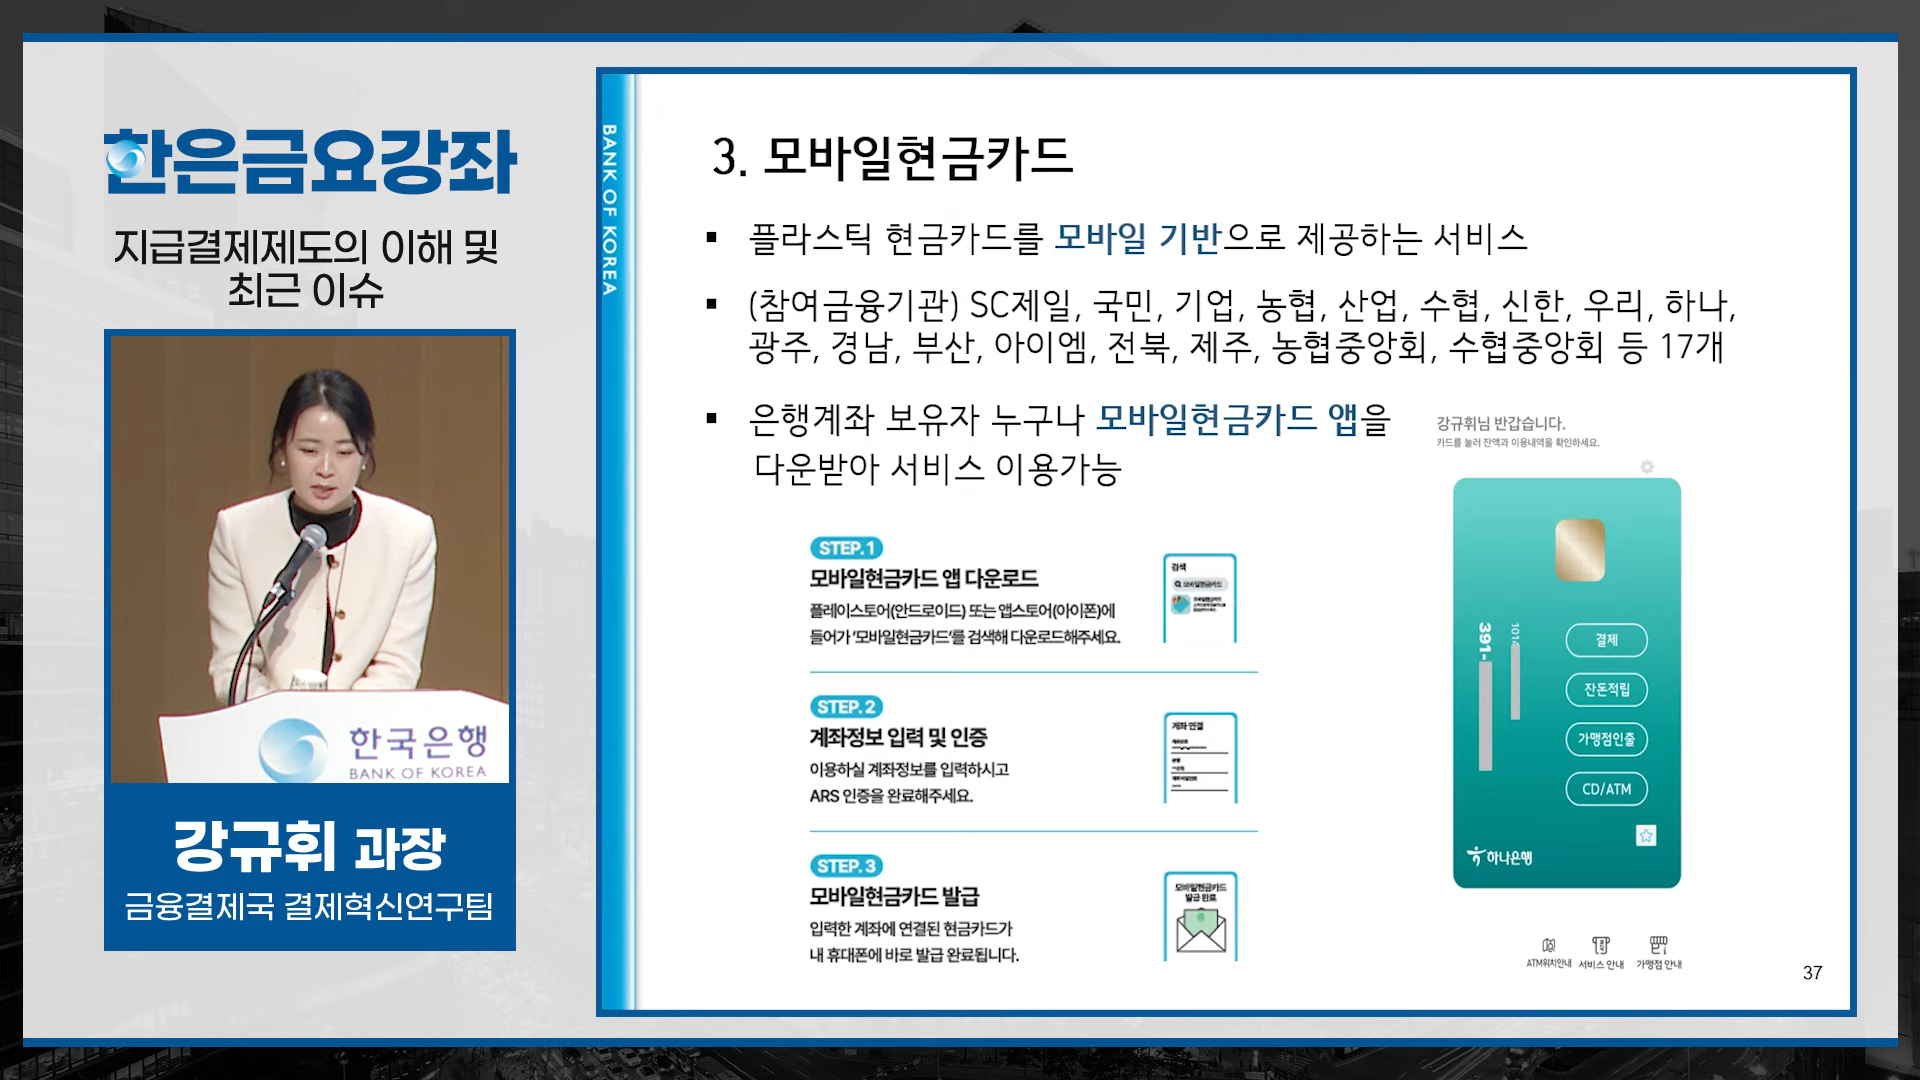 한은금요강좌
지급결제제도의 이해 및
최근 이슈
한국은행
BANK OF KOREA
강규휘 과장
금융결제국 결제혁신연구팀
BANK OF KOREA
3. 모바일현금카드
▪ 플라스틱 현금카드를 모바일 기반으로 제공하는 서비스
▪ (참여금융기관) SC제일, 국민, 기업, 농협, 산업, 수협, 신한, 우리, 하나,
광주, 경남, 부산, 아이엠, 전북, 제주, 농협중앙회, 수협중앙회 등 17개
▪ 은행계좌 보유자 누구나 모바일현금카드 앱을
다운받아 서비스 이용가능
STEP.1
모바일현금카드 앱 다운로드
플레이스토어(안드로이드) 또는 앱스토어(아이폰)에
들어가 '모바일현금카드'를 검색해 다운로드해주세요.
검색
모바일현금카드
STEP.2
계좌정보 입력 및 인증
이용하실 계좌정보를 입력하시고
ARS 인증을 완료해주세요.
계좌 연결
STEP.3
모바일현금카드 발급
입력한 계좌에 연결된 현금카드가
내 휴대폰에 바로 발급 완료됩니다.
모바일현금카드
발급 완료
강규휘님 반갑습니다.
카드를 눌러 잔액과 이용내역을 확인하세요.
391-
1014
결제
잔돈적립
가맹점인출
CD/ATM
하나은행
ATM위치안내 서비스 안내 가맹점 안내
37